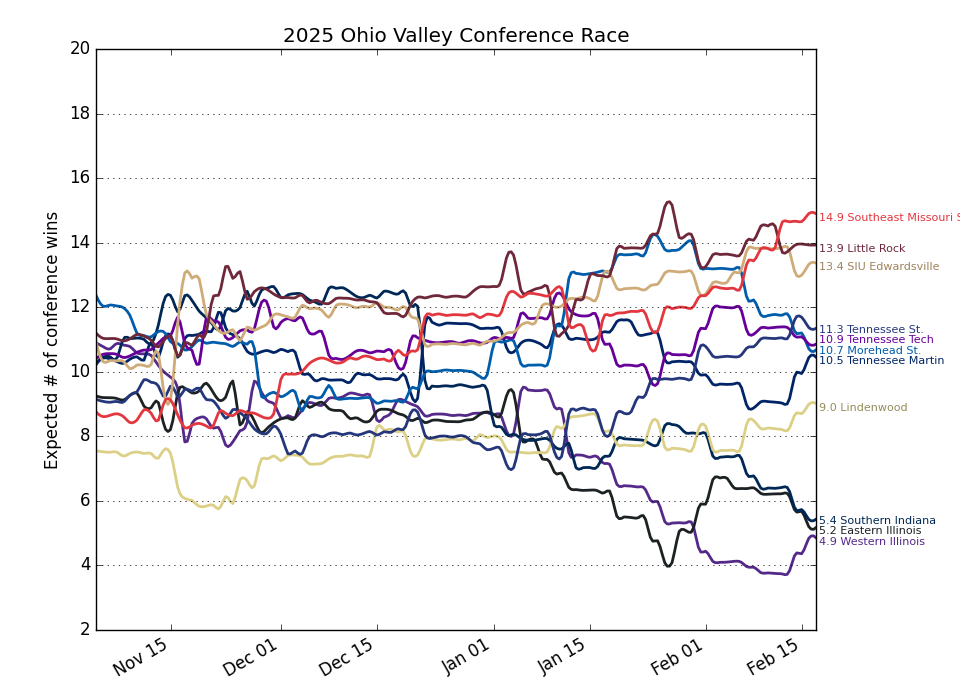 2025 Ohio Valley Conference Race
Expected # of conference wins
20
18
16
14
12
10
8
6
4
2
14.9 Southeast Missouri S
13.9 Little Rock
13.4 SIU Edwardsville
11.3 Tennessee St.
10.9 Tennessee Tech
10.7 Morehead St.
10.5 Tennessee Martin
9.0 Lindenwood
5.4 Southern Indiana
5.2 Eastern Illinois
4.9 Western Illinois
Nov 15
Dec 01
Dec 15
Jan 01
Jan 15
Feb 01
Feb 15